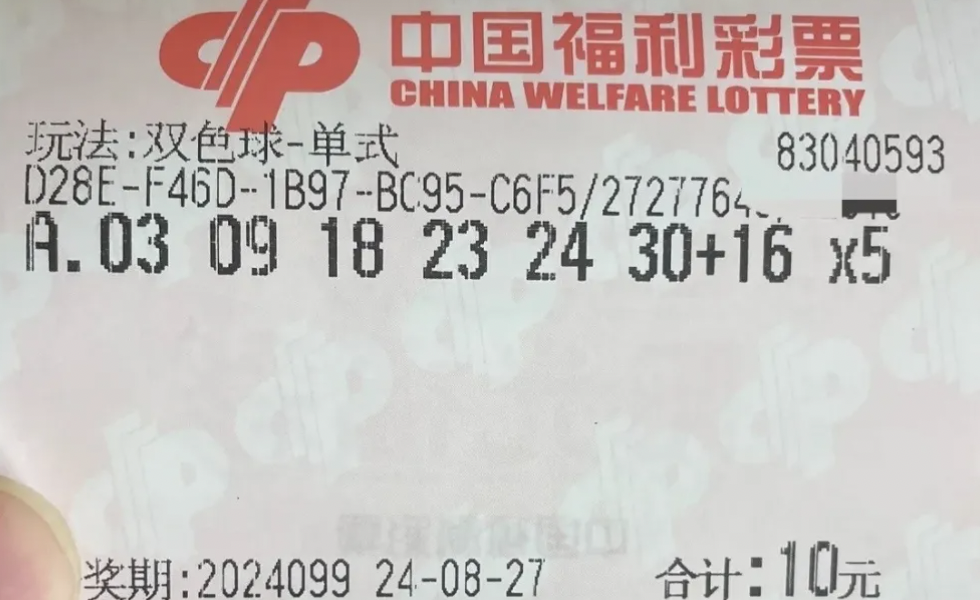 中国福利彩票
CHINA WELFARE LOTTERY
玩法:双色球-单式 83040593
D28E-F46D-1B97-BC95-C6F5/2727764
A. 03 09 18 23 24 30+16 x5
奖期:2024099 24-08-27 合计:10元